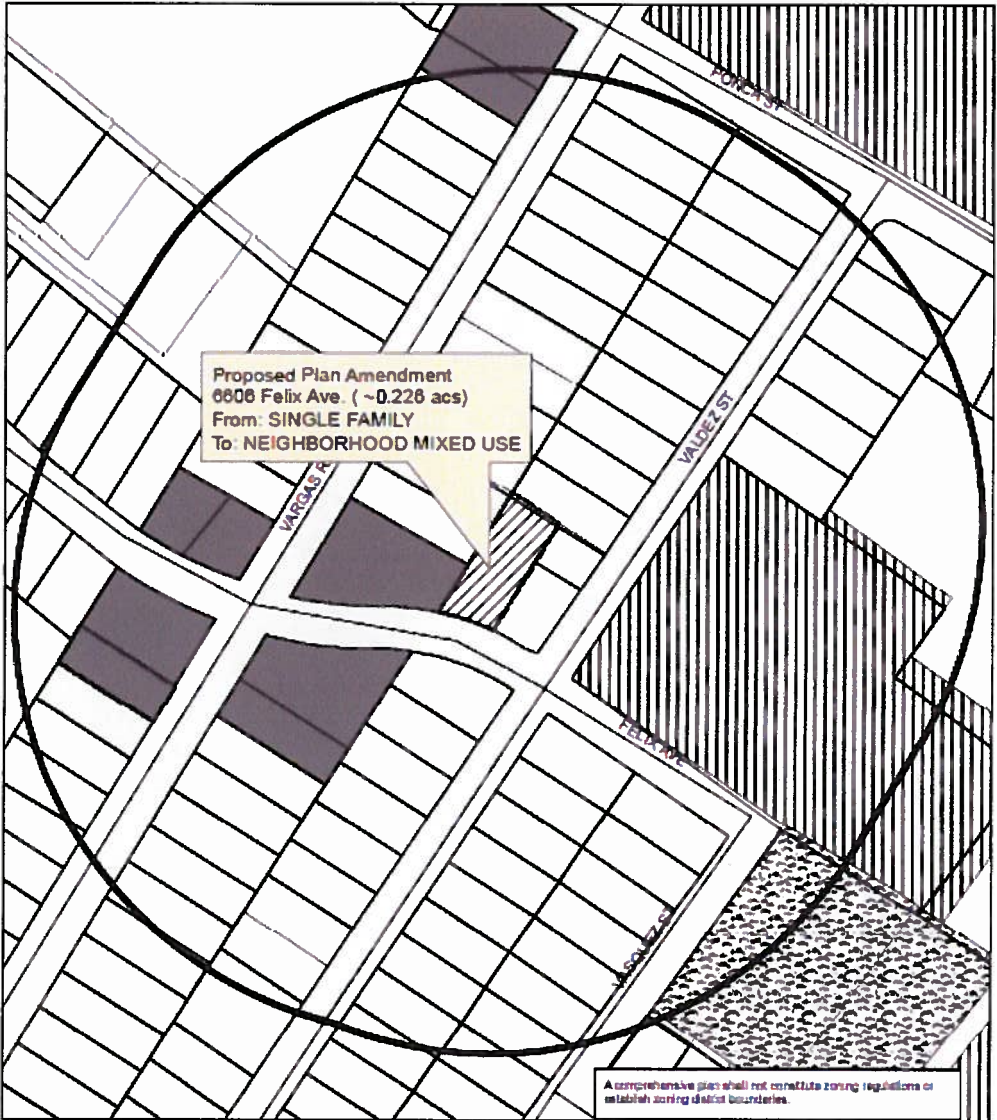 PONCA ST
Proposed Plan Amendment
6606 Felix Ave. ( ~0.226 acs)
From: SINGLE FAMILY
To: NEIGHBORHOOD MIXED USE
VALDEZ ST
VARGAS R
FELIX AVE
VASQUEZ ST
A comprehensive plan shall not constitute zoning regulations or
establish zoning district boundaries.